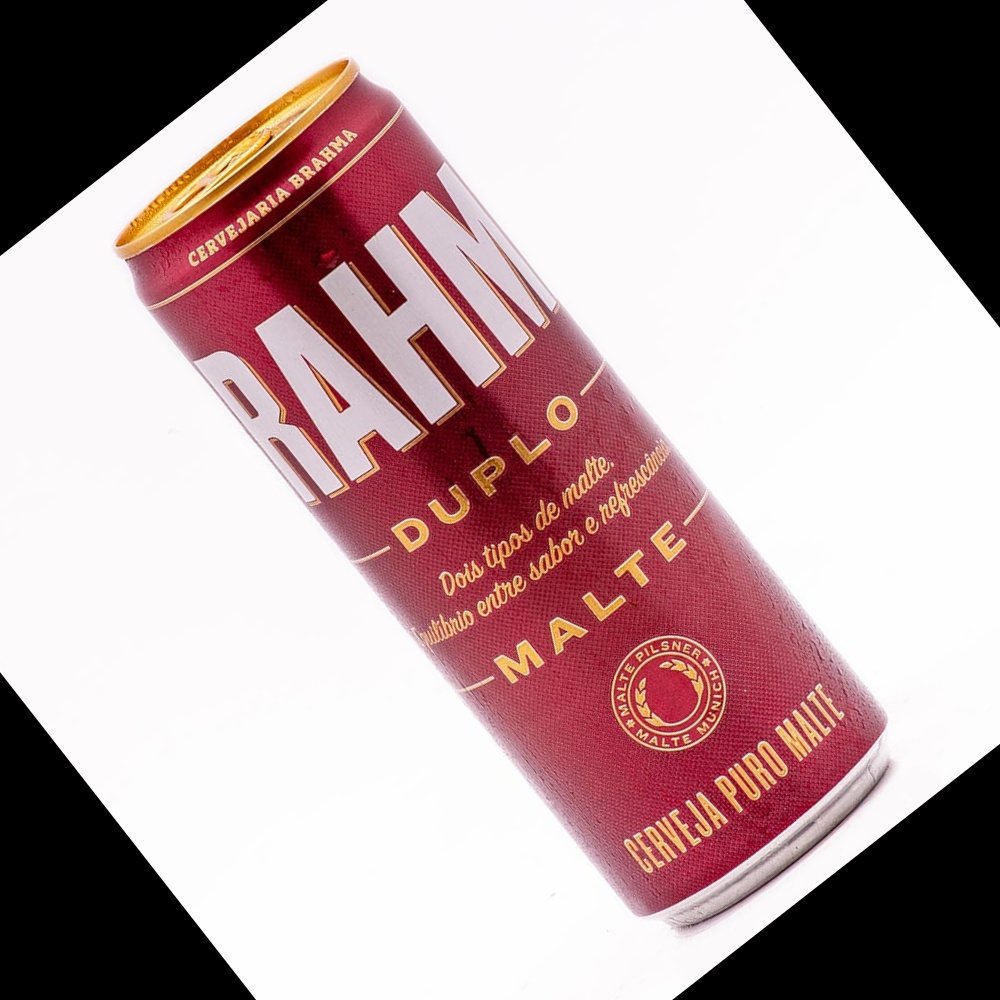 CERVEJARIA BRAHMA
RAHM
DUPLO
Dois tipos de malte.
Equilíbrio entre sabor e refrescância
MALTE
MALTE PILSNER
MALTE MUNICH
CERVEJA PURO MALTE